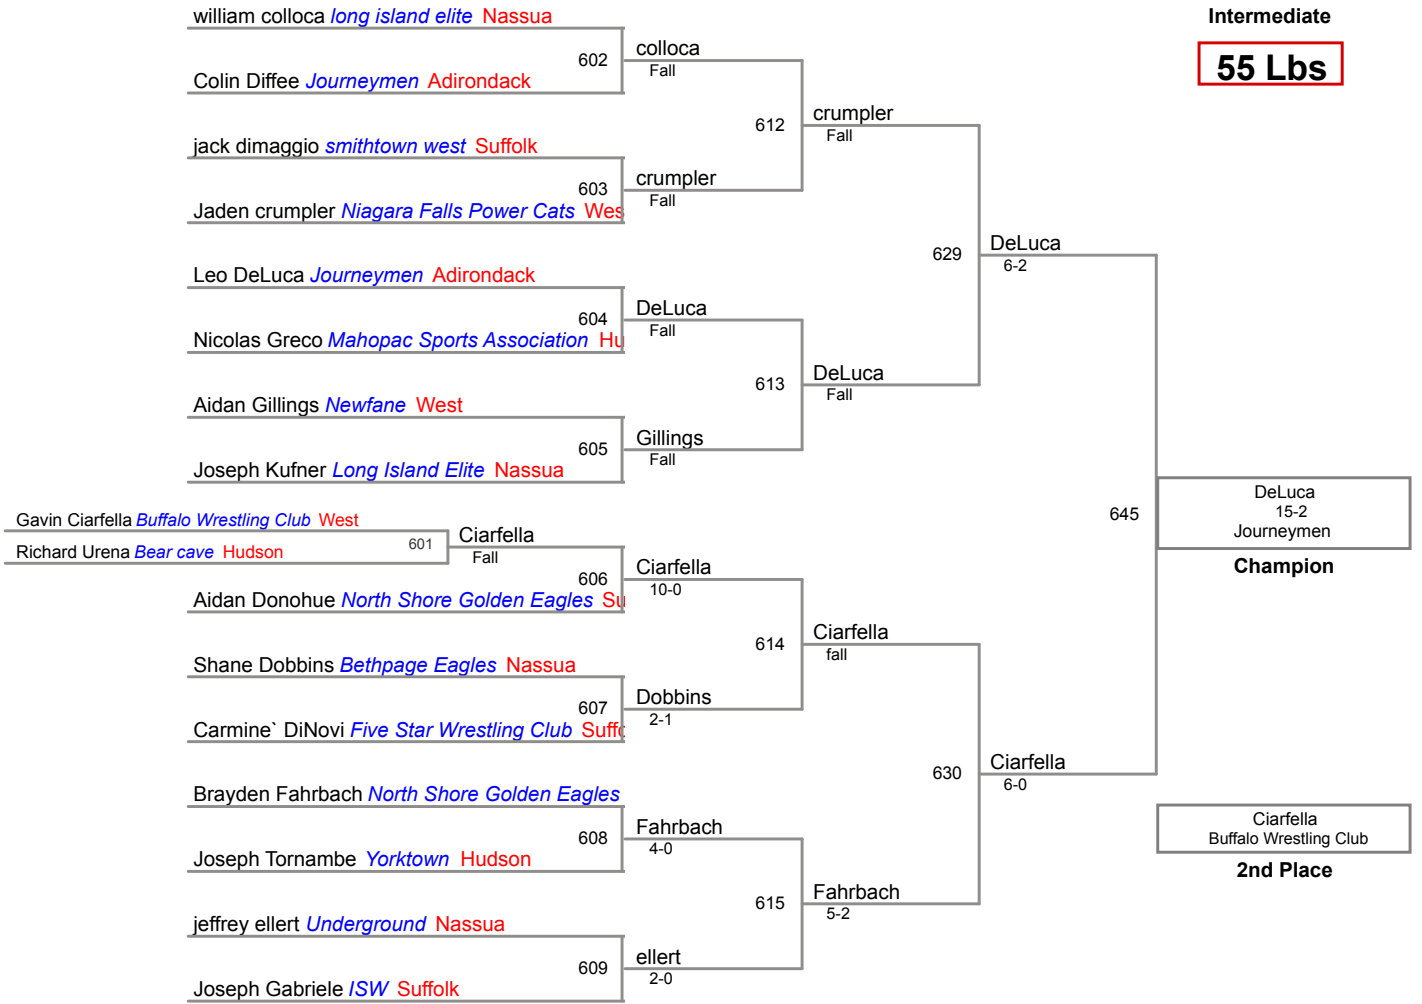 william colloca long island elite Nassua
Intermediate
55 Lbs
602
colloca
Fall
Colin Diffee Journeymen Adirondack
612
crumpler
Fall
jack dimaggio smithtown west Suffolk
603
crumpler
Fall
Jaden crumpler Niagara Falls Power Cats Wes
629
DeLuca
6-2
Leo DeLuca Journeymen Adirondack
604
DeLuca
Fall
Nicolas Greco Mahopac Sports Association Hu
613
DeLuca
Fall
Aidan Gillings Newfane West
605
Gillings
Fall
Joseph Kufner Long Island Elite Nassua
645
DeLuca
15-2
Journeymen
Champion
Gavin Ciarfella Buffalo Wrestling Club West
601
Ciarfella
Fall
Richard Urena Bear cave Hudson
606
Ciarfella
10-0
Aidan Donohue North Shore Golden Eagles Su
614
Ciarfella
fall
Shane Dobbins Bethpage Eagles Nassua
607
Dobbins
2-1
Carmine` DiNovi Five Star Wrestling Club Suffo
630
Ciarfella
6-0
Brayden Fahrbach North Shore Golden Eagles
608
Fahrbach
4-0
Joseph Tornambe Yorktown Hudson
Ciarfella
Buffalo Wrestling Club
2nd Place
615
Fahrbach
5-2
jeffrey ellert Underground Nassua
609
ellert
2-0
Joseph Gabriele ISW Suffolk